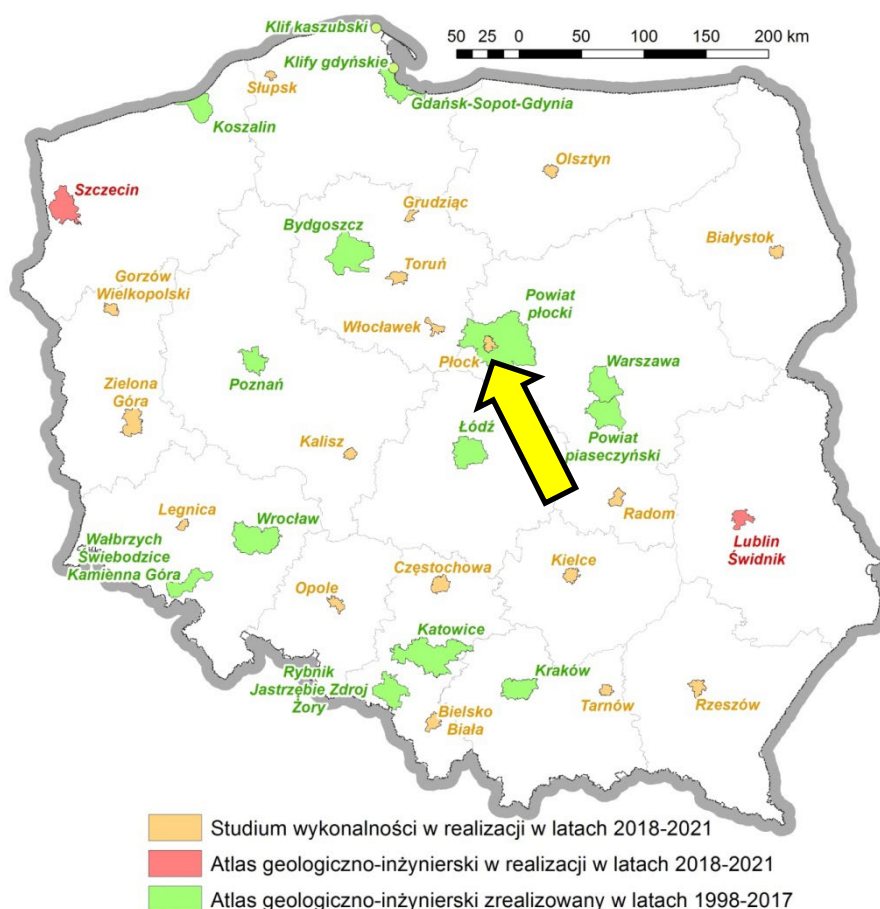 Klif kaszubski
50 25 0 50 100 150 200 km
Klify gdyńskie
Słupsk
Gdańsk-Sopot-Gdynia
Koszalin
Olsztyn
Szczecin
Grudziąc
Bydgoszcz
Białystok
Toruń
Gorzów
Wielkopolski
Powiat
płocki
Włocławek
Płock
Warszawa
Poznań
Zielona
Góra
Łódź
Kalisz
Powiat
piaseczyński
Legnica
Wrocław
Radom
Wałbrzych
Świebodzice
Kamienna Góra
Lublin
Świdnik
Częstochowa
Kielce
Opole
Katowice
Rybnik
Jastrzębie Zdroj
Żory
Kraków
Bielsko
Biała
Tarnów
Rzeszów
Studium wykonalności w realizacji w latach 2018-2021
Atlas geologiczno-inżynierski w realizacji w latach 2018-2021
Atlas geologiczno-inżynierski zrealizowany w latach 1998-2017